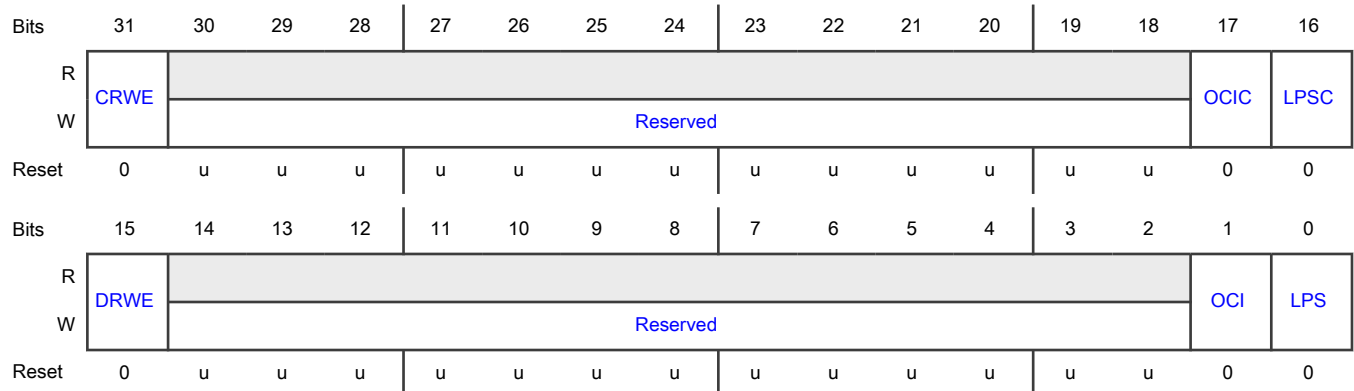 Bits 31 30 29 28 27 26 25 24 23 22 21 20 19 18 17 16
R
CRWE OCIC LPSC
W Reserved
Reset 0 u u u u u u u u u u u u u 0 0
Bits 15 14 13 12 11 10 9 8 7 6 5 4 3 2 1 0
R
DRWE OCI LPS
W Reserved
Reset 0 u u u u u u u u u u u u u 0 0